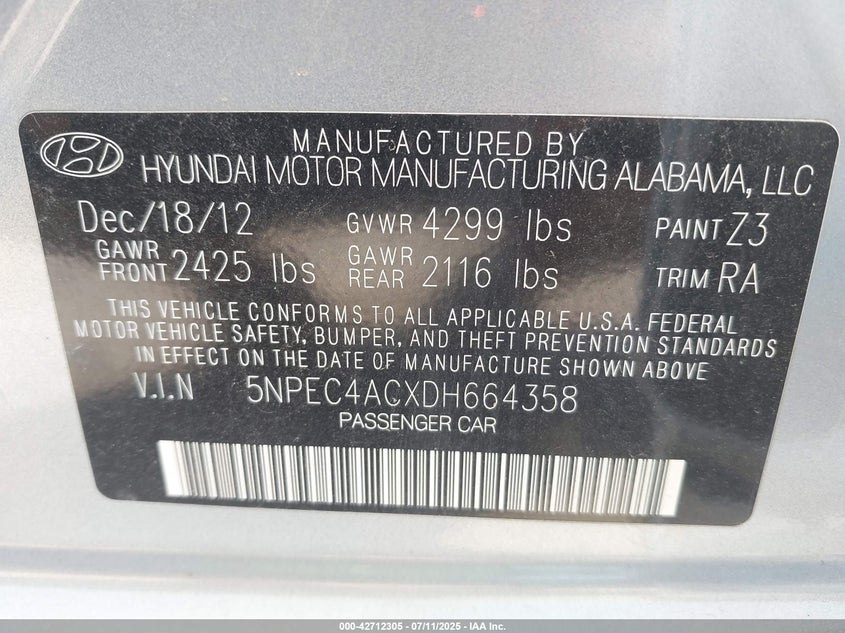 MANUFACTURED BY
HYUNDAI MOTOR MANUFACTURING ALABAMA, LLC
Dec/18/12 GVWR 4299 lbs PAINT Z3
GAWR FRONT 2425 lbs GAWR REAR 2116 lbs TRIM RA
THIS VEHICLE CONFORMS TO ALL APPLICABLE U.S.A. FEDERAL
MOTOR VEHICLE SAFETY, BUMPER, AND THEFT PREVENTION STANDARDS
IN EFFECT ON THE DATE OF MANUFACTURE SHOWN ABOVE.
V.I.N 5NPEC4ACXDH664358
PASSENGER CAR
000-42712305 - 07/11/2025 - IAA Inc.